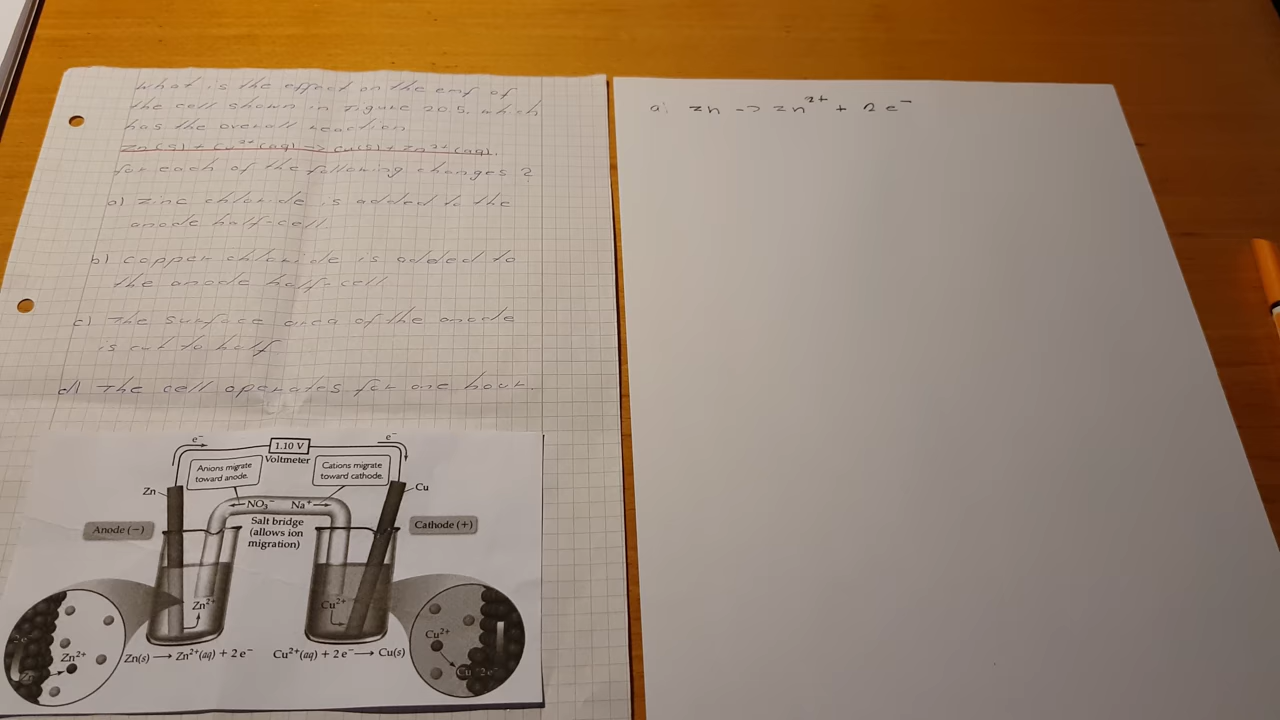 What is the effect on the emf of
the cell shown in Figure 20.5, which
has the overall reaction
Zn(s) + Cu²⁺(aq) → Cu(s) + Zn²⁺(aq),
for each of the following changes ?
a) zinc chloride is added to the
anode half-cell.
b) copper chloride is added to
the anode half-cell
c) The surface area of the anode
is cut to half
d) The cell operates for one hour.
e⁻
1.10 V
e⁻
Voltmeter
Anions migrate
toward anode.
Cations migrate
toward cathode.
Zn
Cu
NO₃⁻ Na⁺
Anode (−)
Salt bridge
(allows ion
migration)
Cathode (+)
Zn²⁺
Cu²⁺
2e⁻
Zn²⁺
Zn
Cu²⁺
Cu 2e⁻
Zn(s) → Zn²⁺(aq) + 2 e⁻
Cu²⁺(aq) + 2 e⁻ → Cu(s)
a: Zn -> Zn²⁺ + 2e⁻